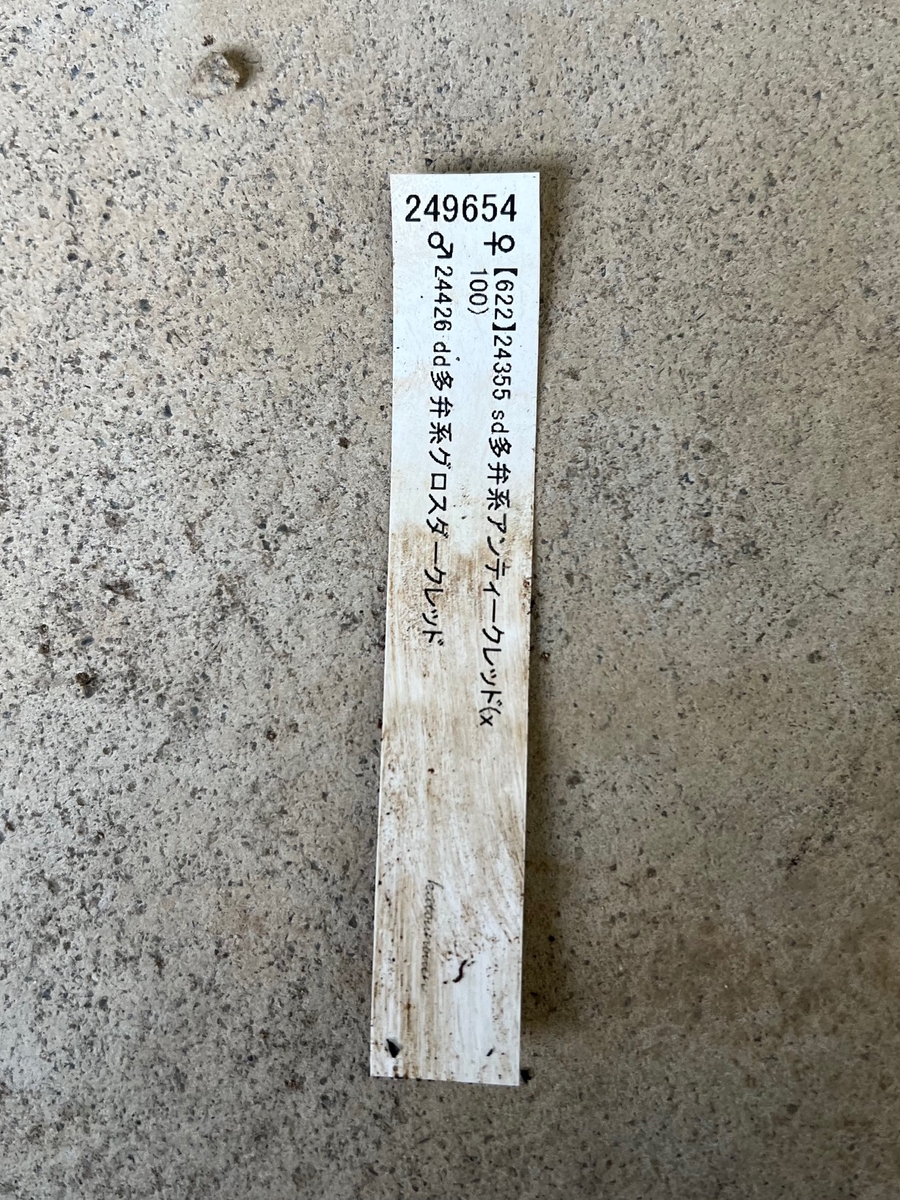 249654
♀【622】24355 sd多弁系アンティークレッド(x
100)
♂24426 dd多弁系グロスダークレッド